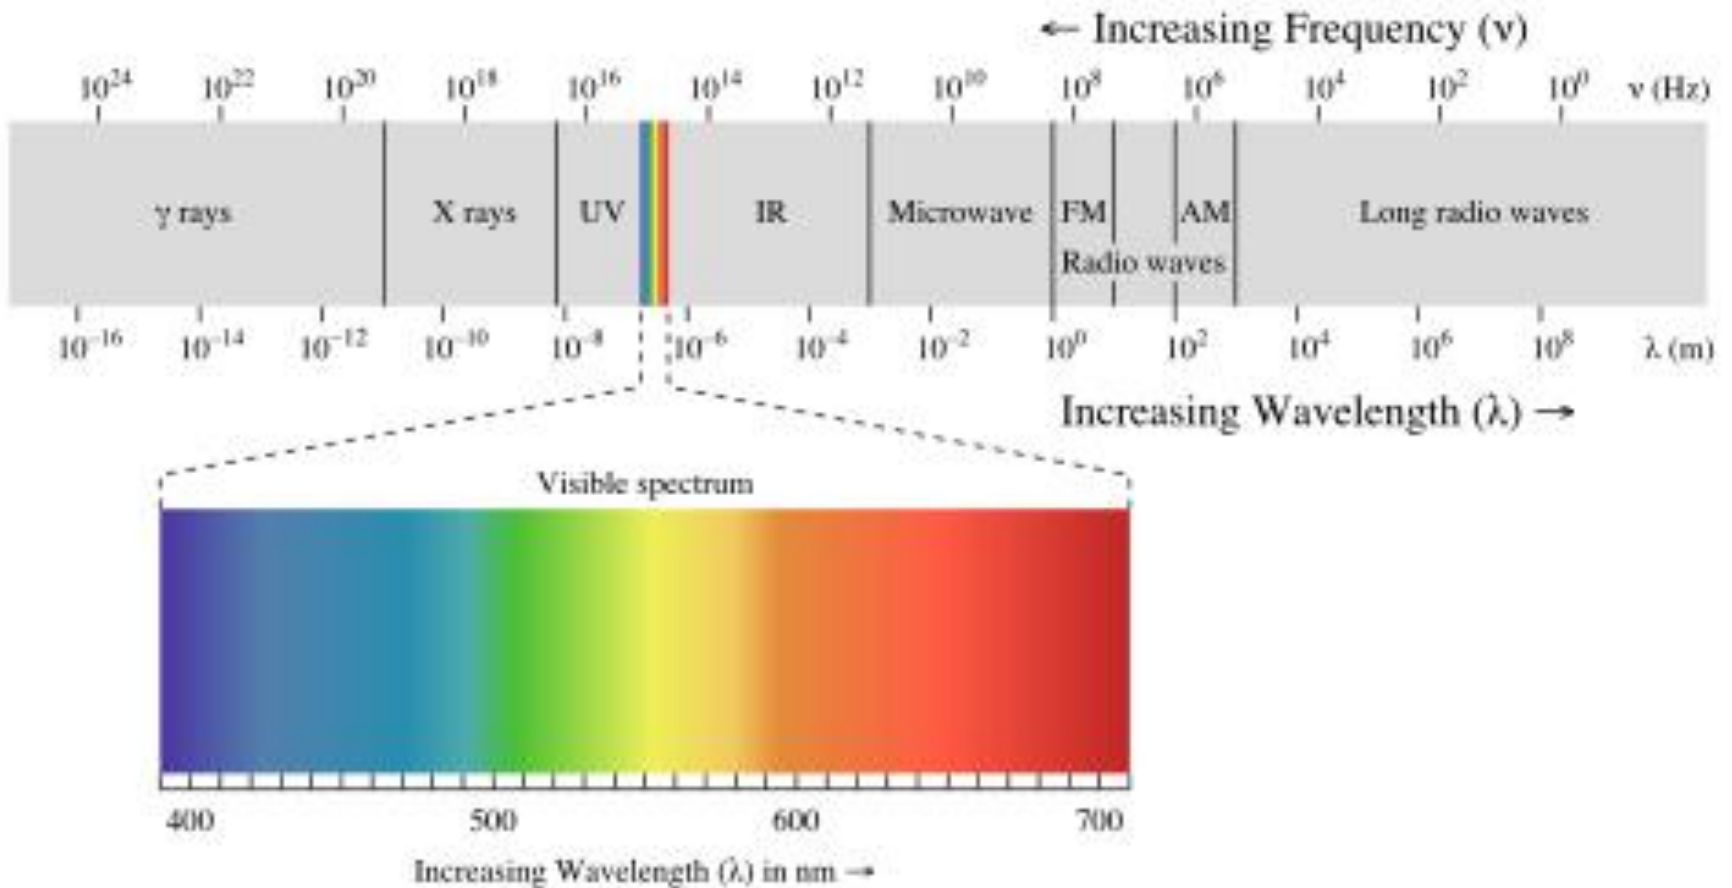 ← Increasing Frequency (ν)
10²⁴ 10²² 10²⁰ 10¹⁸ 10¹⁶ 10¹⁴ 10¹² 10¹⁰ 10⁸ 10⁶ 10⁴ 10² 10⁰ ν (Hz)
γ rays X rays UV IR Microwave FM AM Long radio waves
Radio waves
10⁻¹⁶ 10⁻¹⁴ 10⁻¹² 10⁻¹⁰ 10⁻⁸ 10⁻⁶ 10⁻⁴ 10⁻² 10⁰ 10² 10⁴ 10⁶ 10⁸ λ (m)
Increasing Wavelength (λ) →
Visible spectrum
400 500 600 700
Increasing Wavelength (λ) in nm →